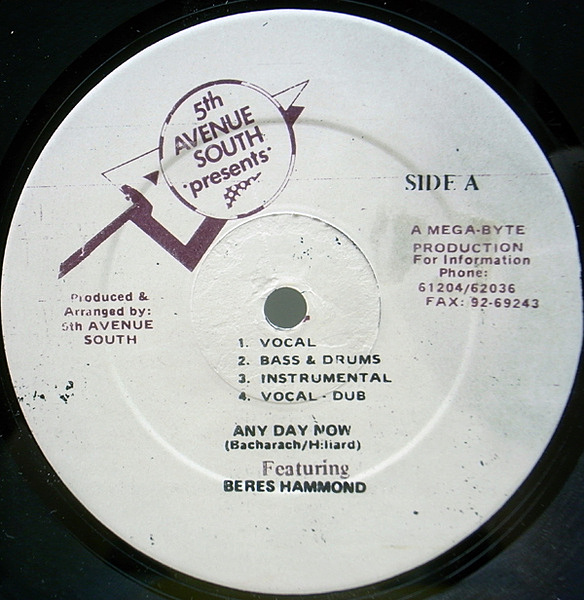 5th
AVENUE
SOUTH
·presents·
SIDE A
A MEGA-BYTE
PRODUCTION
For Information
Phone:
61204/62036
FAX: 92-69243
Produced &
Arranged by:
5th AVENUE
SOUTH
1. VOCAL
2. BASS & DRUMS
3. INSTRUMENTAL
4. VOCAL - DUB
ANY DAY NOW
(Bacharach/Hiliard)
Featuring
BERES HAMMOND